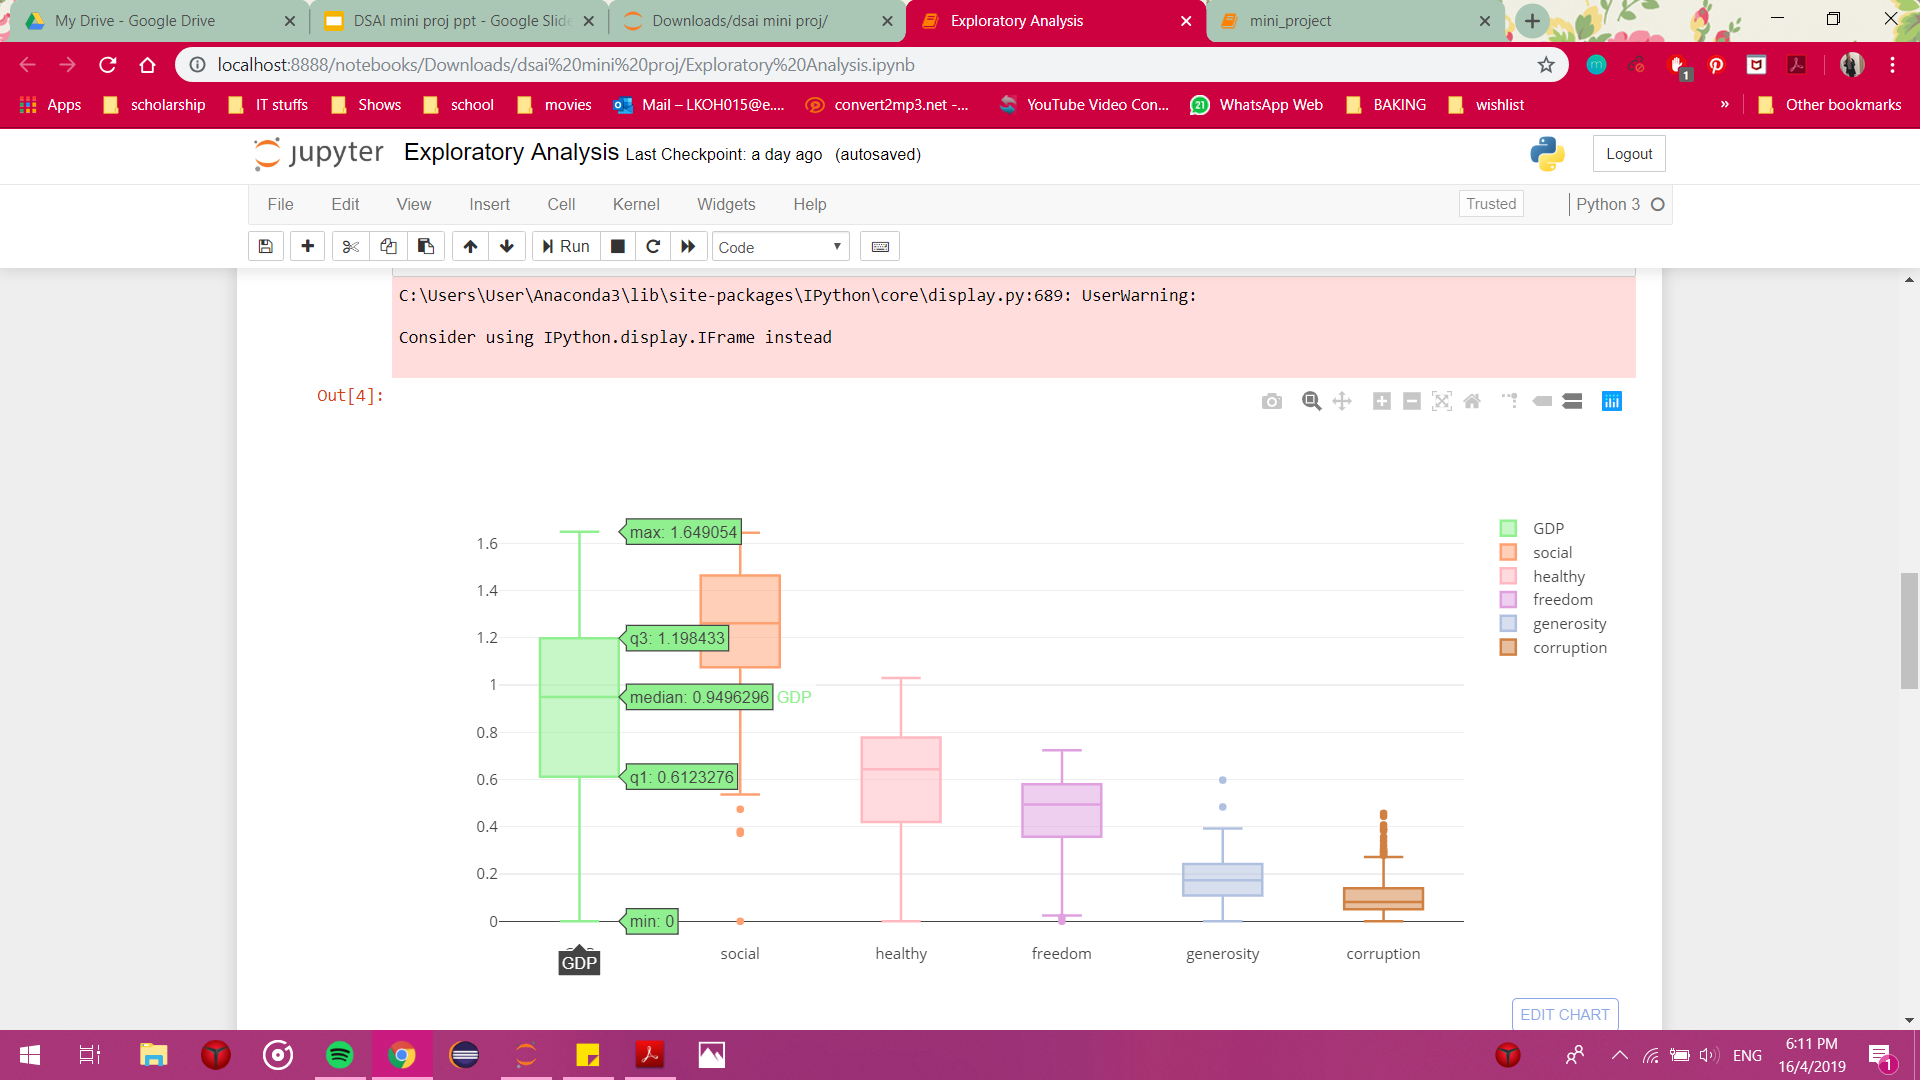 My Drive - Google Drive
DSAI mini proj ppt - Google Slide
Downloads/dsai mini proj/
Exploratory Analysis
mini_project
localhost:8888/notebooks/Downloads/dsai%20mini%20proj/Exploratory%20Analysis.ipynb
1
Apps scholarship IT stuffs Shows school movies Mail – LKOH015@e.... convert2mp3.net -... YouTube Video Con... 21 WhatsApp Web BAKING wishlist » Other bookmarks
jupyter Exploratory Analysis Last Checkpoint: a day ago (autosaved)
Logout
File Edit View Insert Cell Kernel Widgets Help
Trusted
Python 3
Run
Code
C:\Users\User\Anaconda3\lib\site-packages\IPython\core\display.py:689: UserWarning:
Consider using IPython.display.IFrame instead
Out[4]:
max: 1.649054
q3: 1.198433
median: 0.9496296 GDP
q1: 0.6123276
min: 0
1.6
1.4
1.2
1
0.8
0.6
0.4
0.2
0
GDP
social
healthy
freedom
generosity
corruption
GDP
social
healthy
freedom
generosity
corruption
EDIT CHART
ENG
6:11 PM
16/4/2019
1